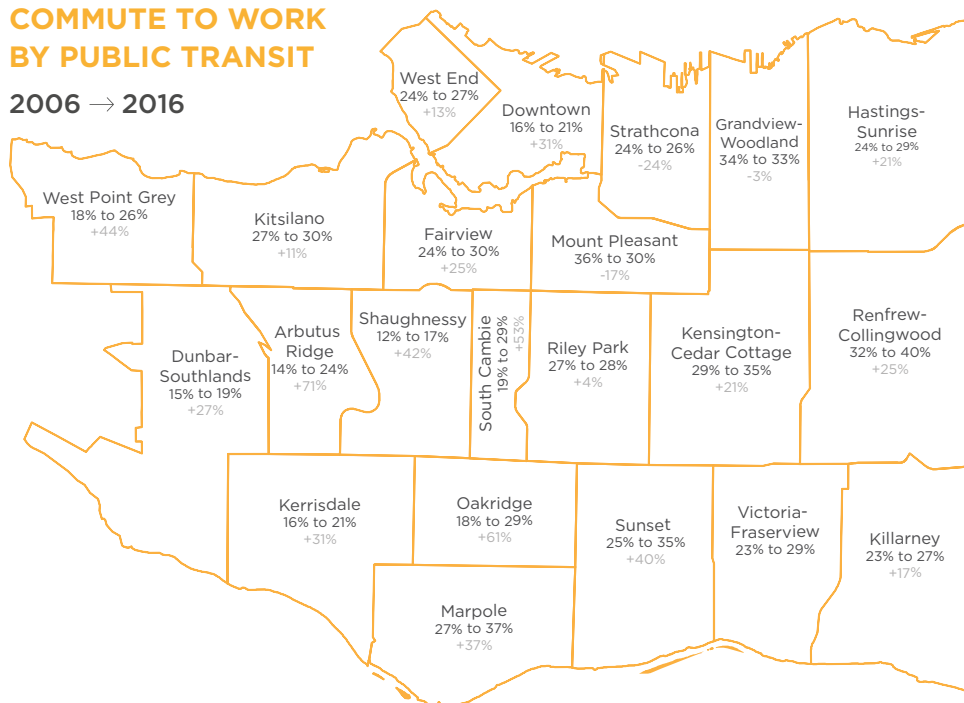 COMMUTE TO WORK
BY PUBLIC TRANSIT
2006 → 2016
West End
24% to 27%
+13%
Downtown
16% to 21%
+31%
Strathcona
24% to 26%
-24%
Grandview-
Woodland
34% to 33%
-3%
Hastings-
Sunrise
24% to 29%
+21%
West Point Grey
18% to 26%
+44%
Kitsilano
27% to 30%
+11%
Fairview
24% to 30%
+25%
Mount Pleasant
36% to 30%
-17%
Dunbar-
Southlands
15% to 19%
+27%
Arbutus
Ridge
14% to 24%
+71%
Shaughnessy
12% to 17%
+42%
South Cambie
19% to 29%
+53%
Riley Park
27% to 28%
+4%
Kensington-
Cedar Cottage
29% to 35%
+21%
Renfrew-
Collingwood
32% to 40%
+25%
Kerrisdale
16% to 21%
+31%
Oakridge
18% to 29%
+61%
Sunset
25% to 35%
+40%
Victoria-
Fraserview
23% to 29%
Killarney
23% to 27%
+17%
Marpole
27% to 37%
+37%